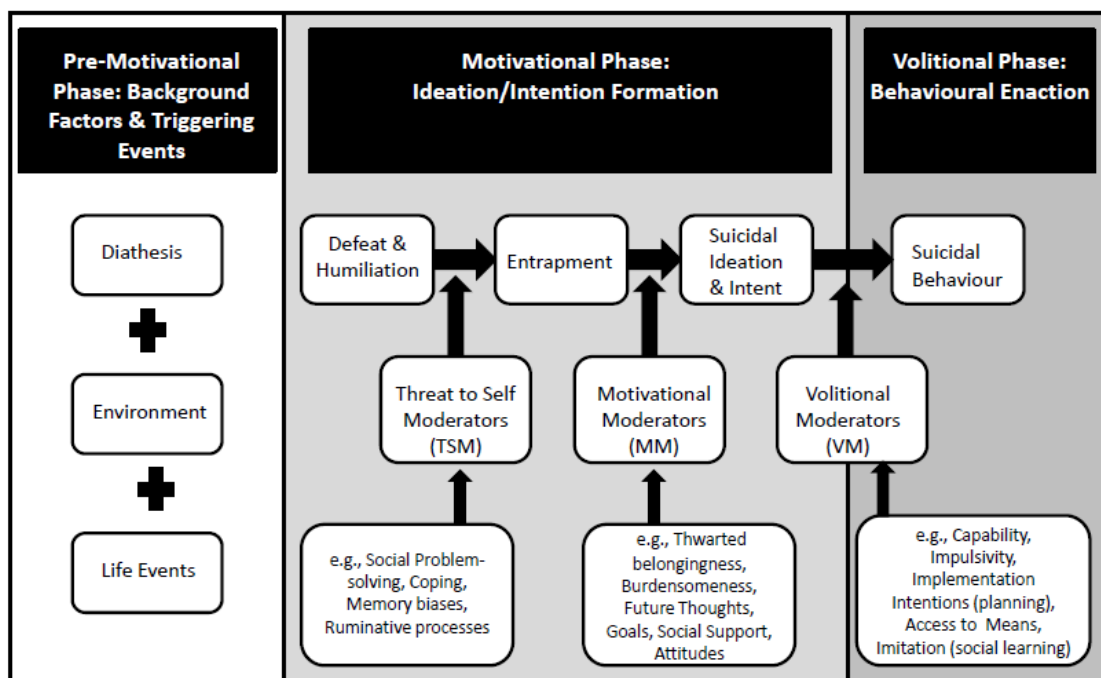 Pre-Motivational
Phase: Background
Factors & Triggering
Events
Motivational Phase:
Ideation/Intention Formation
Volitional Phase:
Behavioural Enaction
Diathesis
Environment
Life Events
Defeat &
Humiliation
Entrapment
Suicidal
Ideation
& Intent
Suicidal
Behaviour
Threat to Self
Moderators
(TSM)
Motivational
Moderators
(MM)
Volitional
Moderators
(VM)
e.g., Social Problem-
solving, Coping,
Memory biases,
Ruminative processes
e.g., Thwarted
belongingness,
Burdensomeness,
Future Thoughts,
Goals, Social Support,
Attitudes
e.g., Capability,
Impulsivity,
Implementation
Intentions (planning),
Access to Means,
Imitation (social learning)